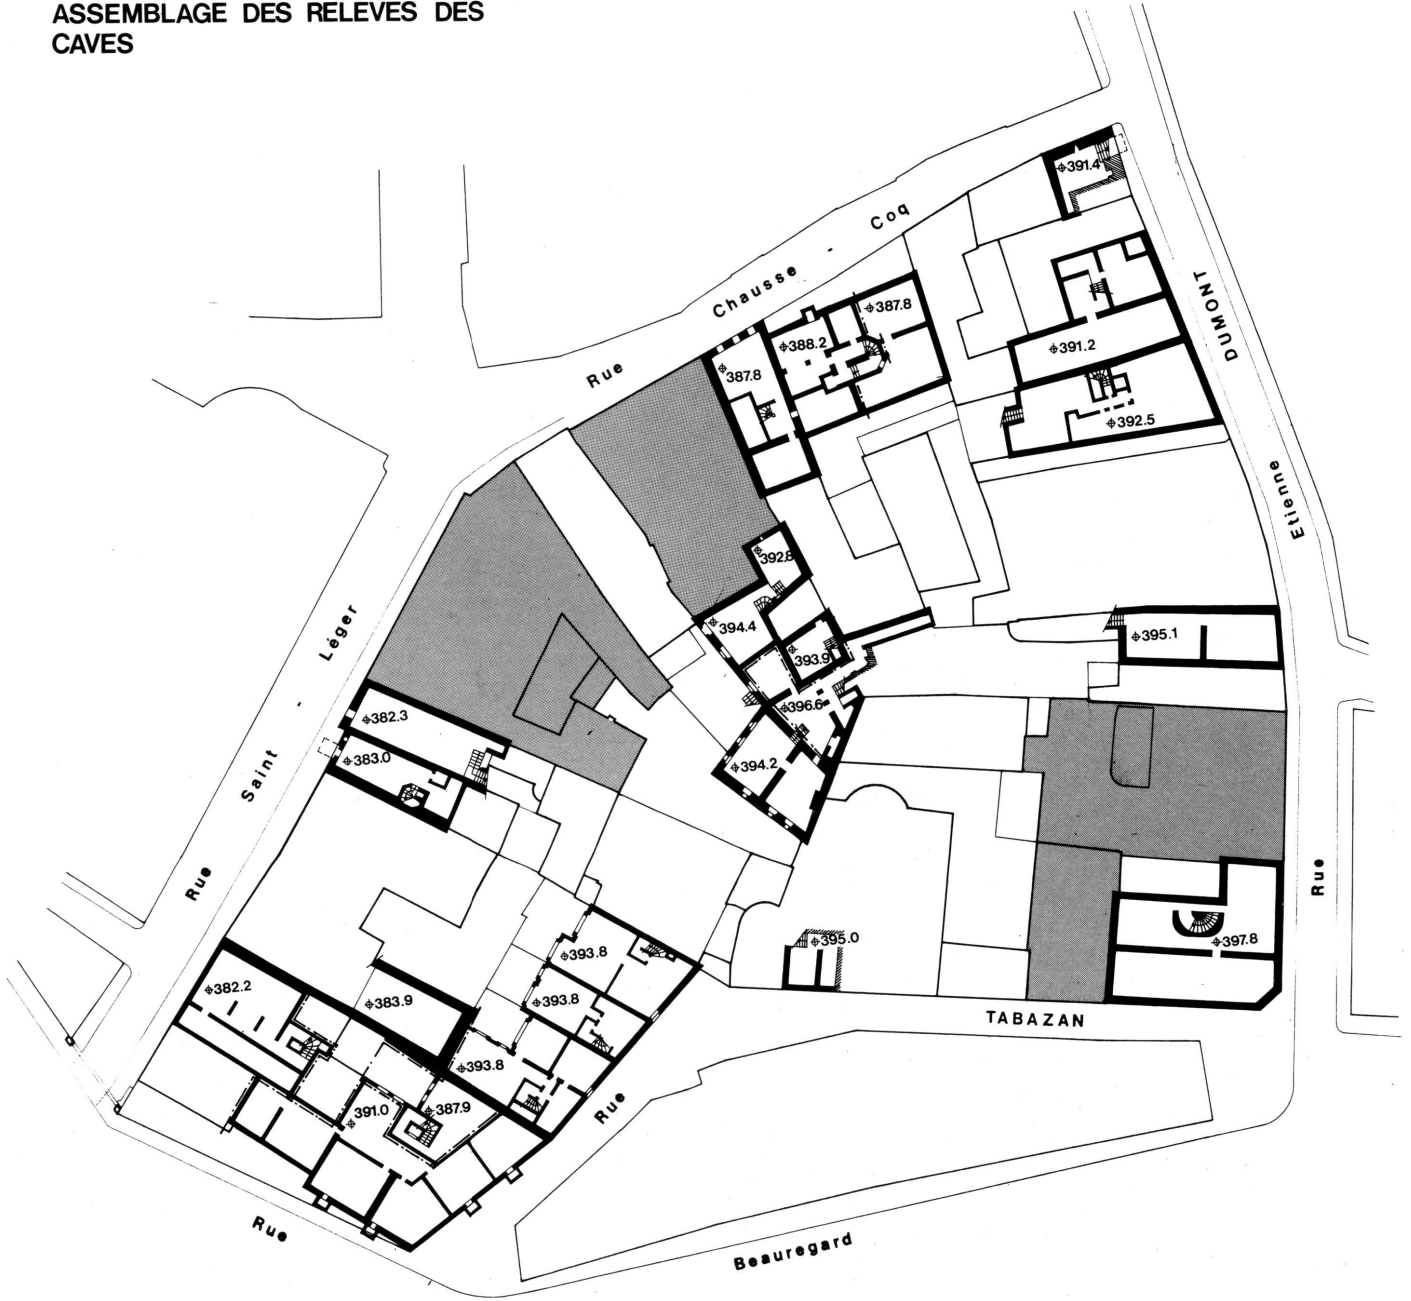 ASSEMBLAGE DES RELEVES DES
CAVES
391.4
Rue Chausse - Coq
387.8
388.2
387.8
391.2
392.5
DUMONT
Etienne
Rue
392.8
394.4
393.9
396.6
394.2
395.1
Rue Saint - Léger
382.3
383.0
397.8
395.0
393.8
393.8
393.8
382.2
383.9
391.0
387.9
Rue TABAZAN
Rue Beauregard